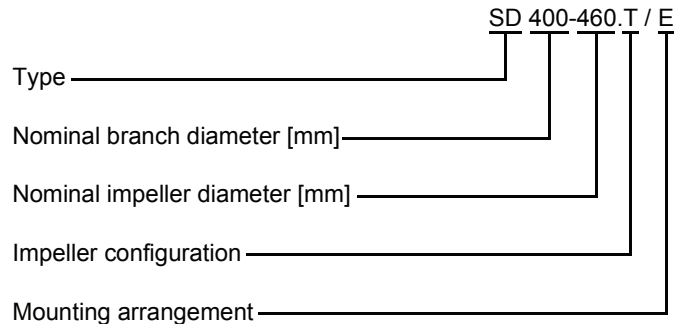 SD 400-460.T / E
Type
Nominal branch diameter [mm]
Nominal impeller diameter [mm]
Impeller configuration
Mounting arrangement